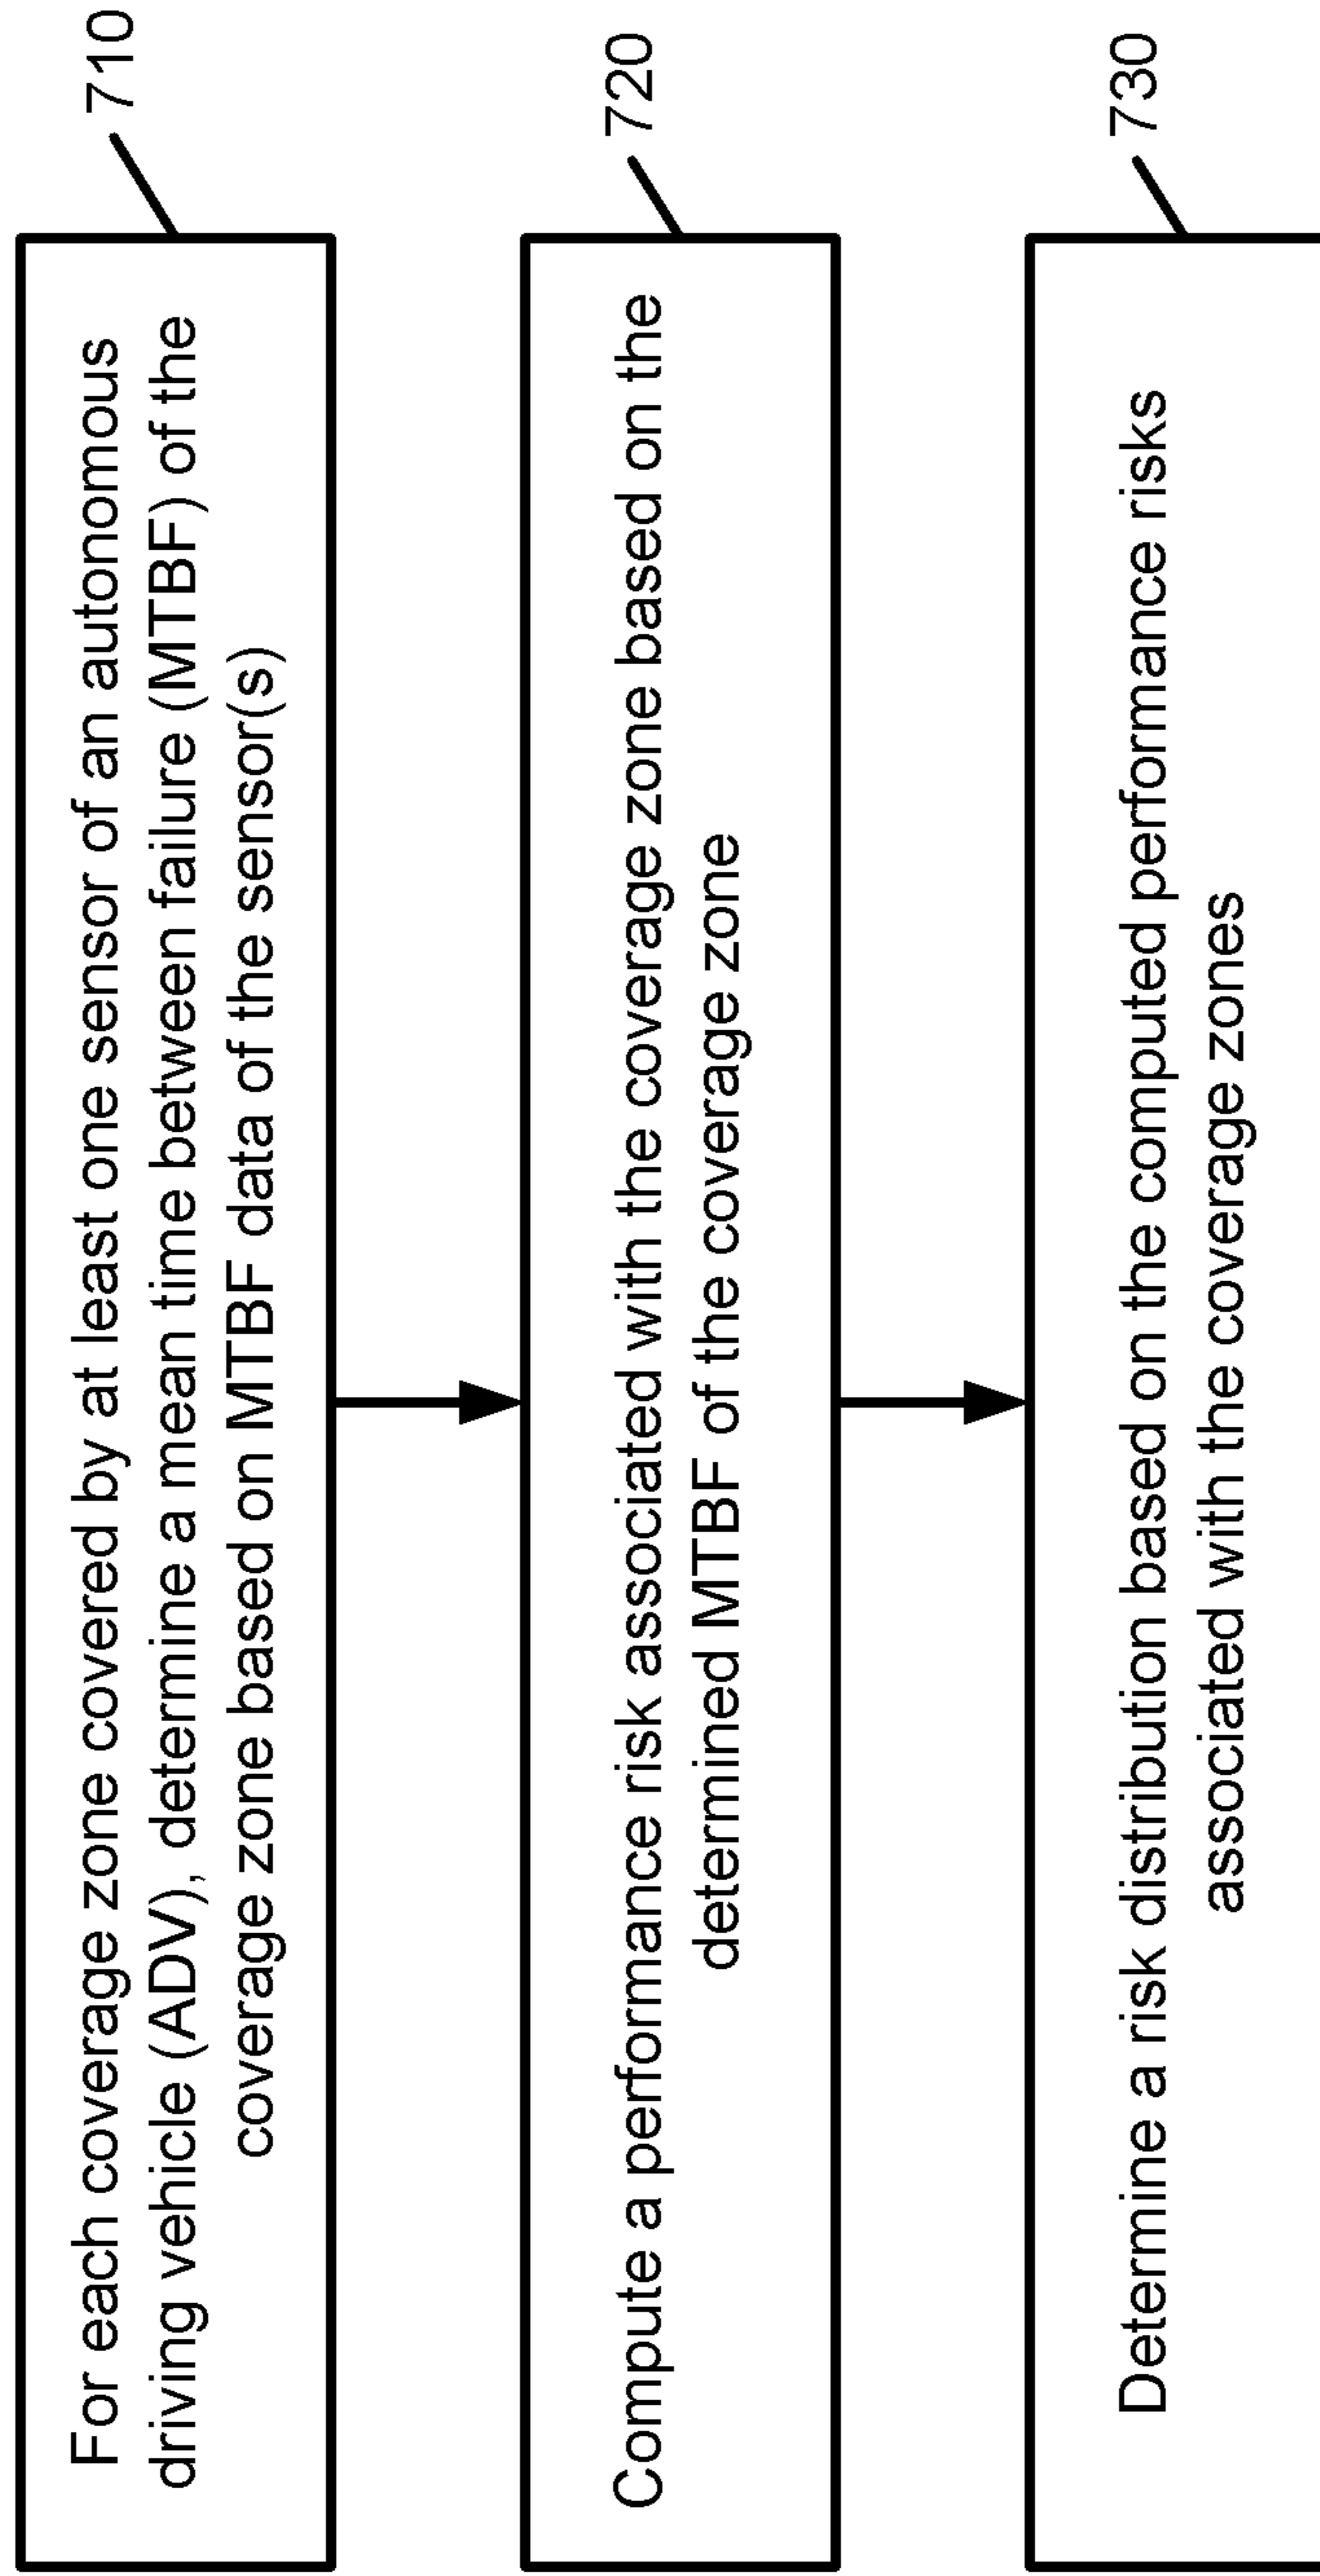 For each coverage zone covered by at least one sensor of an autonomous
driving vehicle (ADV), determine a mean time between failure (MTBF) of the
coverage zone based on MTBF data of the sensor(s)
710
Compute a performance risk associated with the coverage zone based on the
determined MTBF of the coverage zone
720
Determine a risk distribution based on the computed performance risks
associated with the coverage zones
730